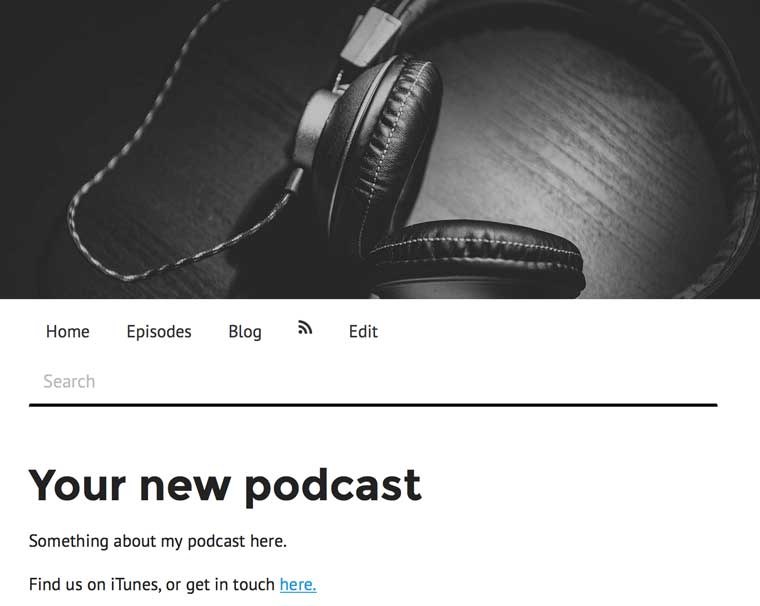 Home Episodes Blog Edit
Search
Your new podcast
Something about my podcast here.
Find us on iTunes, or get in touch here.